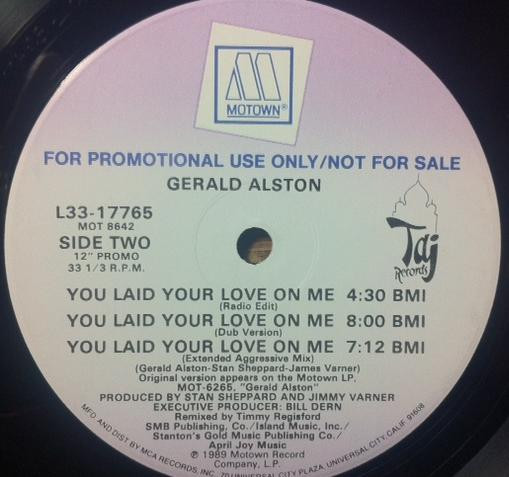 MOTOWN®
FOR PROMOTIONAL USE ONLY/NOT FOR SALE
GERALD ALSTON
L33-17765
MOT 8642
SIDE TWO
12" PROMO
33 1/3 R.P.M.
Taj
Records
YOU LAID YOUR LOVE ON ME 4:30 BMI
(Radio Edit)
YOU LAID YOUR LOVE ON ME 8:00 BMI
(Dub Version)
YOU LAID YOUR LOVE ON ME 7:12 BMI
(Extended Aggressive Mix)
(Gerald Alston-Stan Sheppard-James Varner)
Original version appears on the Motown LP,
MOT-6265, "Gerald Alston"
PRODUCED BY STAN SHEPPARD AND JIMMY VARNER
EXECUTIVE PRODUCER: BILL DERN
Remixed by Timmy Regisford
SMB Publishing, Co./Island Music, Inc./
Stanton's Gold Music Publishing Co./
April Joy Music
℗ 1989 Motown Record
Company, L.P.
MFD. AND DIST. BY MCA RECORDS, INC. 70 UNIVERSAL CITY PLAZA, UNIVERSAL CITY, CALIF. 91608